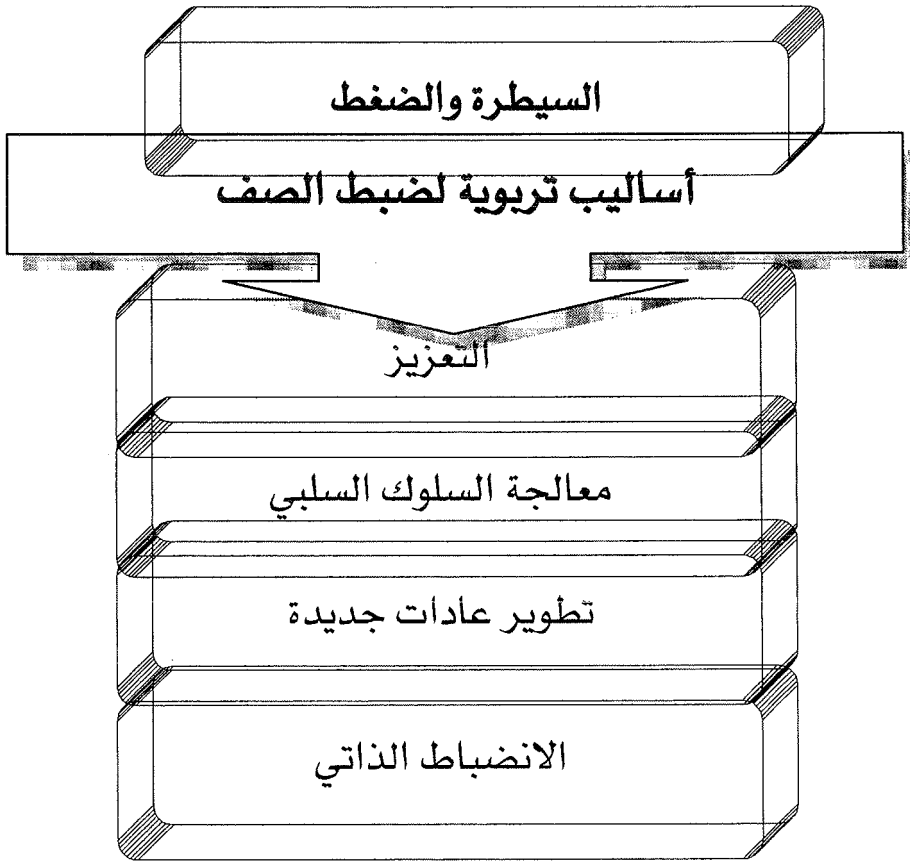 السيطرة والضغط
أساليب تربوية لضبط الصف
التعزيز
معالجة السلوك السلبي
تطوير عادات جديدة
الانضباط الذاتي